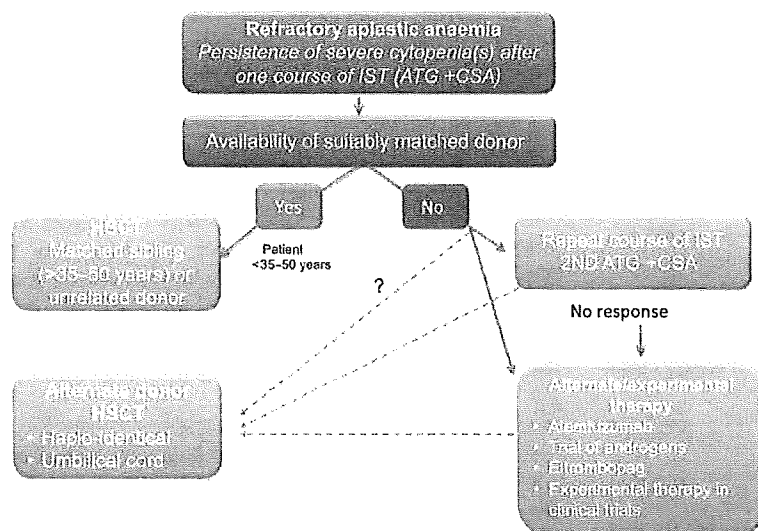 Refractory aplastic anaemia
Persistence of severe cytopenia(s) after
one course of IST (ATG +CSA)
Availability of suitably matched donor
Yes
No
HSCT
Matched sibling
(>35–50 years) or
unrelated donor
Patient
<35–50 years
Repeat course of IST
2ND ATG +CSA
?
No response
Alternate donor
HSCT
• Haplo-identical
• Umbilical cord
Alternate/experimental
therapy
• Alemtuzumab
• Trial of androgens
• Eltrombopag
• Experimental therapy in
clinical trials